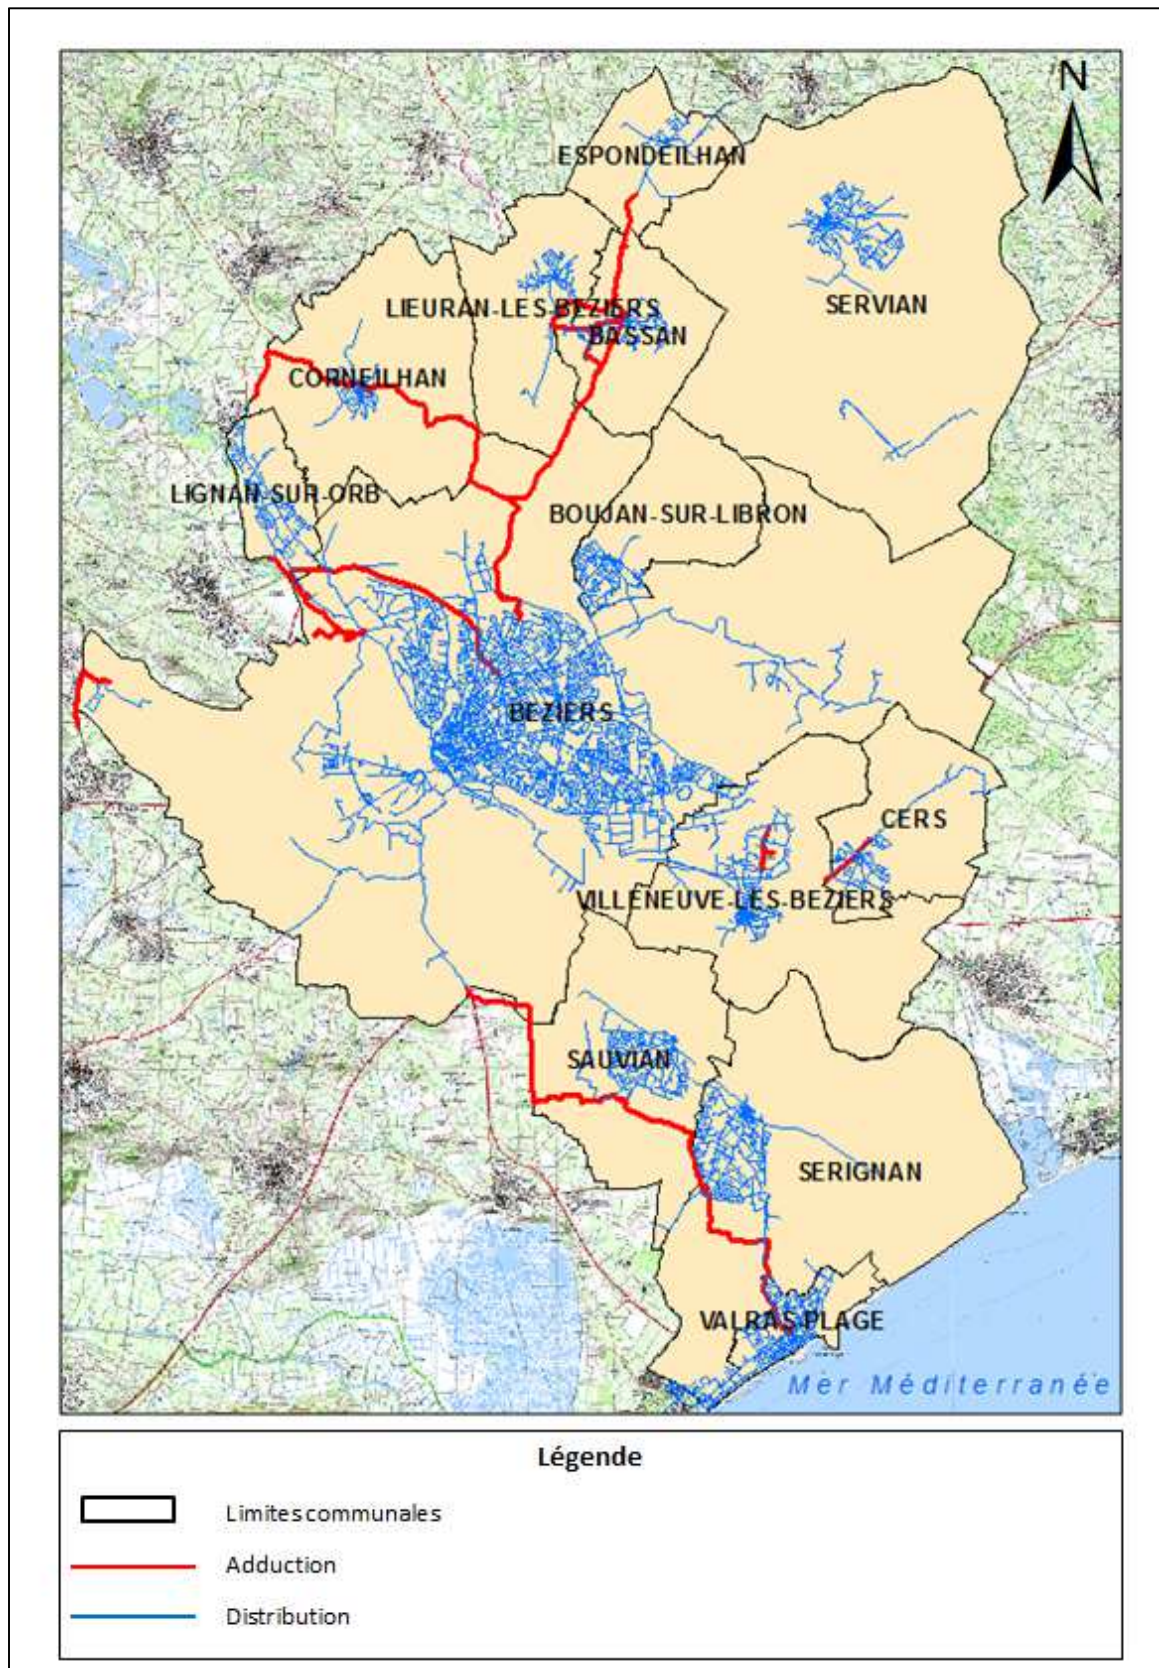 N
ESPONDEILHAN
SERVIAN
LIEURAN-LES-BEZIERS
BASSAN
CORNEILHAN
LIGNAN-SUR-ORB
BOUJAN-SUR-LIBRON
BEZIERS
CERS
VILLENEUVE-LES-BEZIERS
SAUVIAN
SERIGNAN
VALRAS-PLAGE
Mer Méditerranée
Légende
Limites communales
Adduction
Distribution